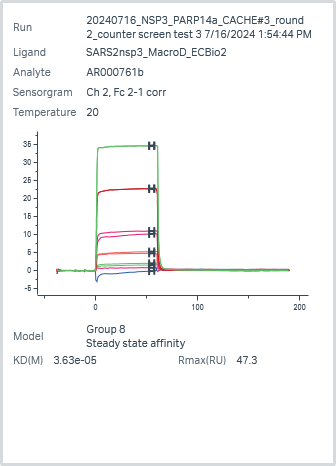 Run
20240716_NSP3_PARP14a_CACHE#3_round
2_counter screen test 3 7/16/2024 1:54:44 PM
Ligand SARS2nsp3_MacroD_ECBio2
Analyte AR000761b
Sensorgram Ch 2, Fc 2-1 corr
Temperature 20
35
30
25
20
15
10
5
0
-5
0 100 200
Model
Group 8
Steady state affinity
KD(M) 3.63e-05 Rmax(RU) 47.3